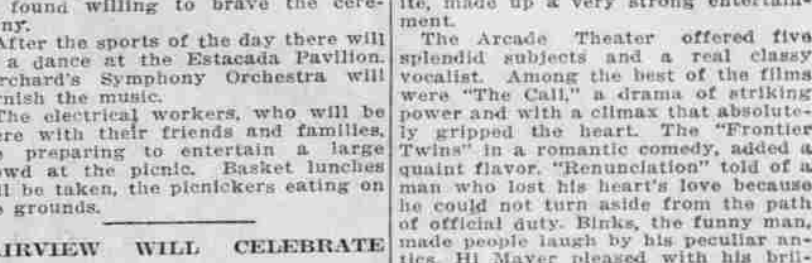 found willing to brave the cere-
ny.
After the sports of the day there will
a dance at the Estacada Pavilion.
rchard's Symphony Orchestra will
rnish the music.
The electrical workers, who will be
ere with their friends and families,
e preparing to entertain a large
owd at the picnic. Basket lunches
ll be taken, the picnickers eating on
e grounds.
AIRVIEW WILL CELEBRATE
ite, made up a very strong entertain-
ment.
The Arcade Theater offered five
splendid subjects and a real classy
vocalist. Among the best of the films
were "The Call," a drama of striking
power and with a climax that absolute-
ly gripped the heart. The "Frontier
Twins" in a romantic comedy, added a
quaint flavor. "Renunciation" told of a
man who lost his heart's love because
he could not turn aside from the path
of official duty. Binks, the funny man,
made people laugh by his peculiar an-
tics. Hi Mayer pleased with his bril-